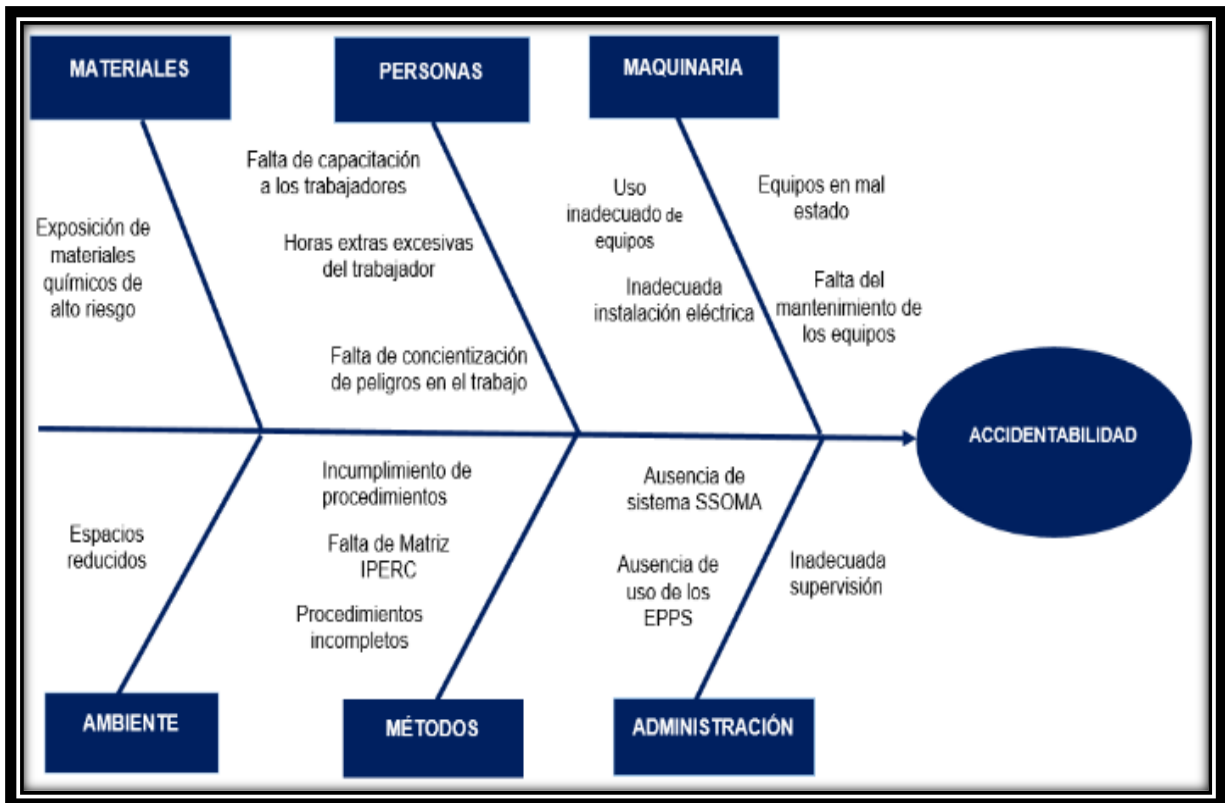 MATERIALES
PERSONAS
MAQUINARIA
Falta de capacitación
a los trabajadores
Horas extras excesivas
del trabajador
Falta de concientización
de peligros en el trabajo
Exposición de
materiales
químicos de
alto riesgo
Uso
inadecuado de
equipos
Inadecuada
instalación eléctrica
Equipos en mal
estado
Falta del
mantenimiento de
los equipos
ACCIDENTABILIDAD
Espacios
reducidos
Incumplimiento de
procedimientos
Falta de Matriz
IPERC
Procedimientos
incompletos
Ausencia de
sistema SSOMA
Ausencia de
uso de los
EPPS
Inadecuada
supervisión
AMBIENTE
MÉTODOS
ADMINISTRACIÓN